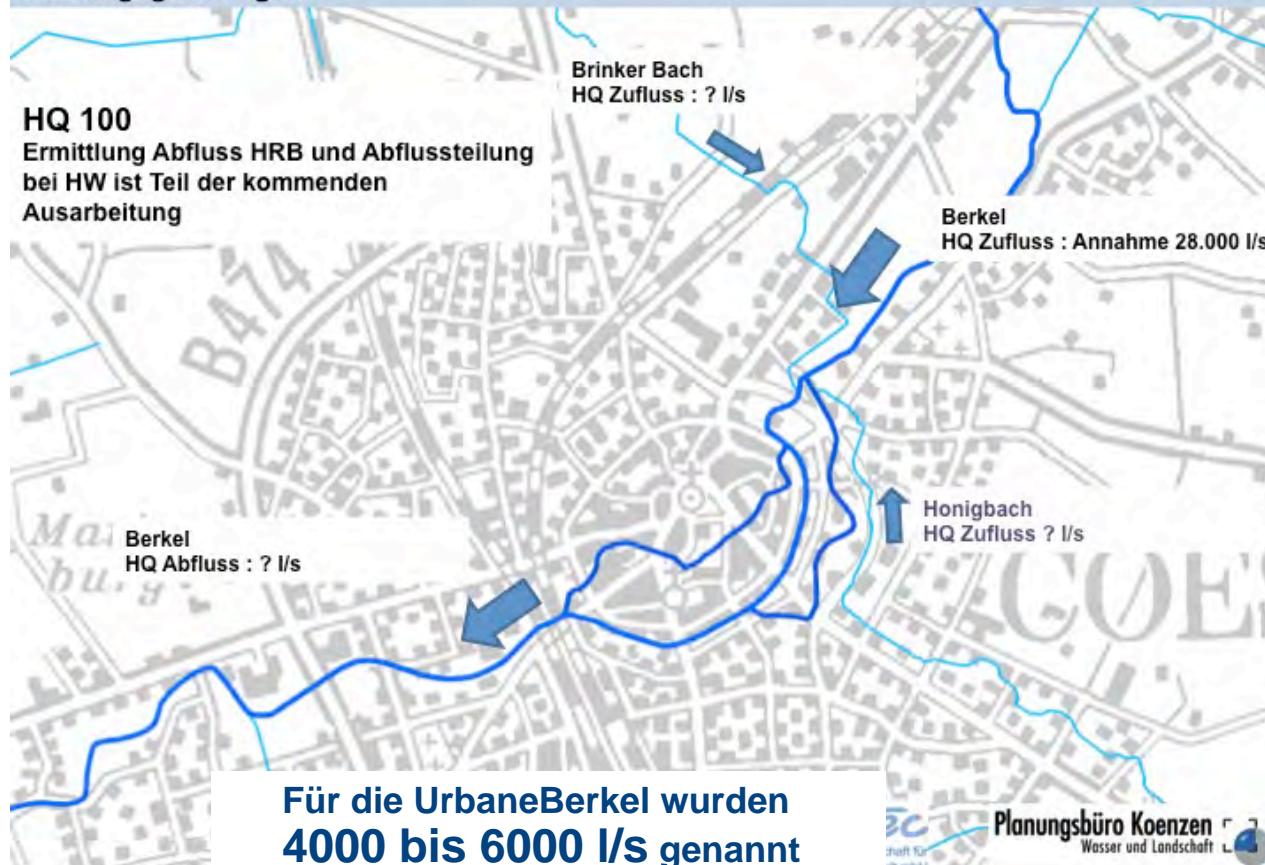 HQ 100
Ermittlung Abfluss HRB und Abflussteilung
bei HW ist Teil der kommenden
Ausarbeitung
Brinker Bach
HQ Zufluss : ? l/s
Berkel
HQ Zufluss : Annahme 28.000 l/s
B474
Berkel
HQ Abfluss : ? l/s
Honigbach
HQ Zufluss ? l/s
COES
Für die UrbaneBerkel wurden
4000 bis 6000 l/s genannt
Planungsbüro Koenzen
Wasser und Landschaft